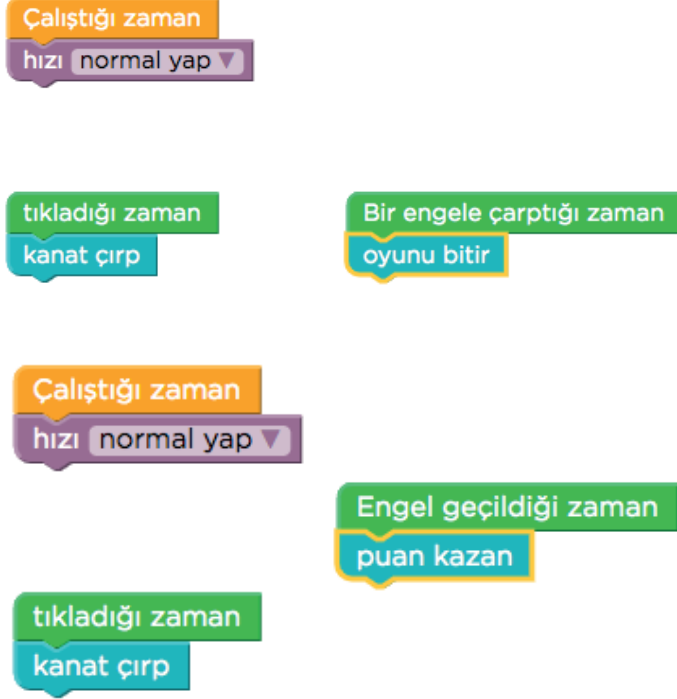 Çalıştığı zaman
hızı normal yap
tıkladığı zaman
kanat çırp
Bir engele çarptığı zaman
oyunu bitir
Çalıştığı zaman
hızı normal yap
Engel geçildiği zaman
puan kazan
tıkladığı zaman
kanat çırp